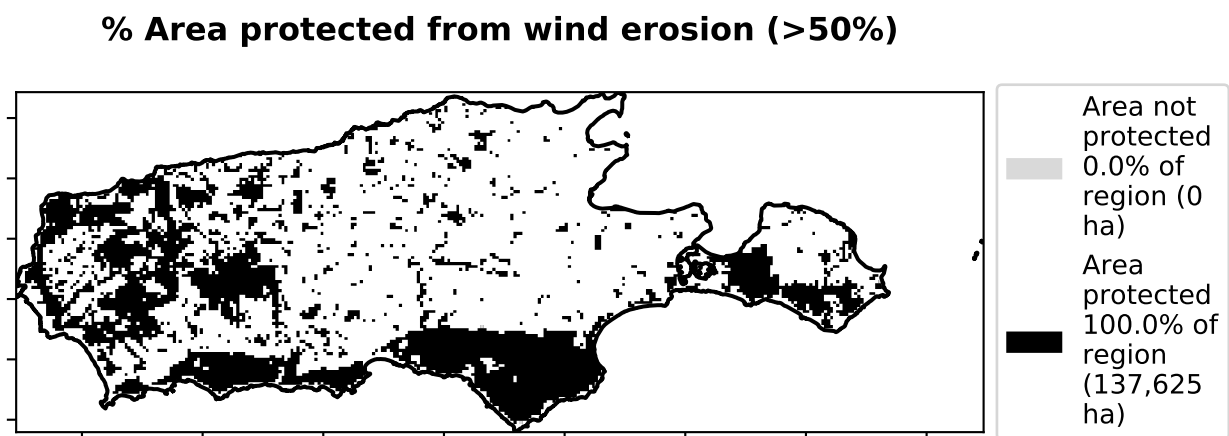 % Area protected from wind erosion (>50%)
Area not
protected
0.0% of
region (0
ha)
Area
protected
100.0% of
region
(137,625
ha)